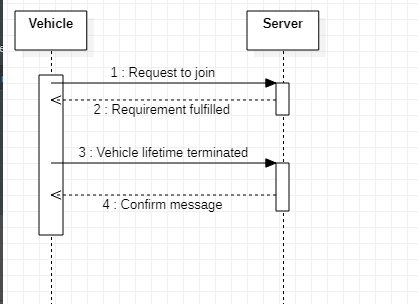 Vehicle
Server
1 : Request to join
2 : Requirement fulfilled
3 : Vehicle lifetime terminated
4 : Confirm message